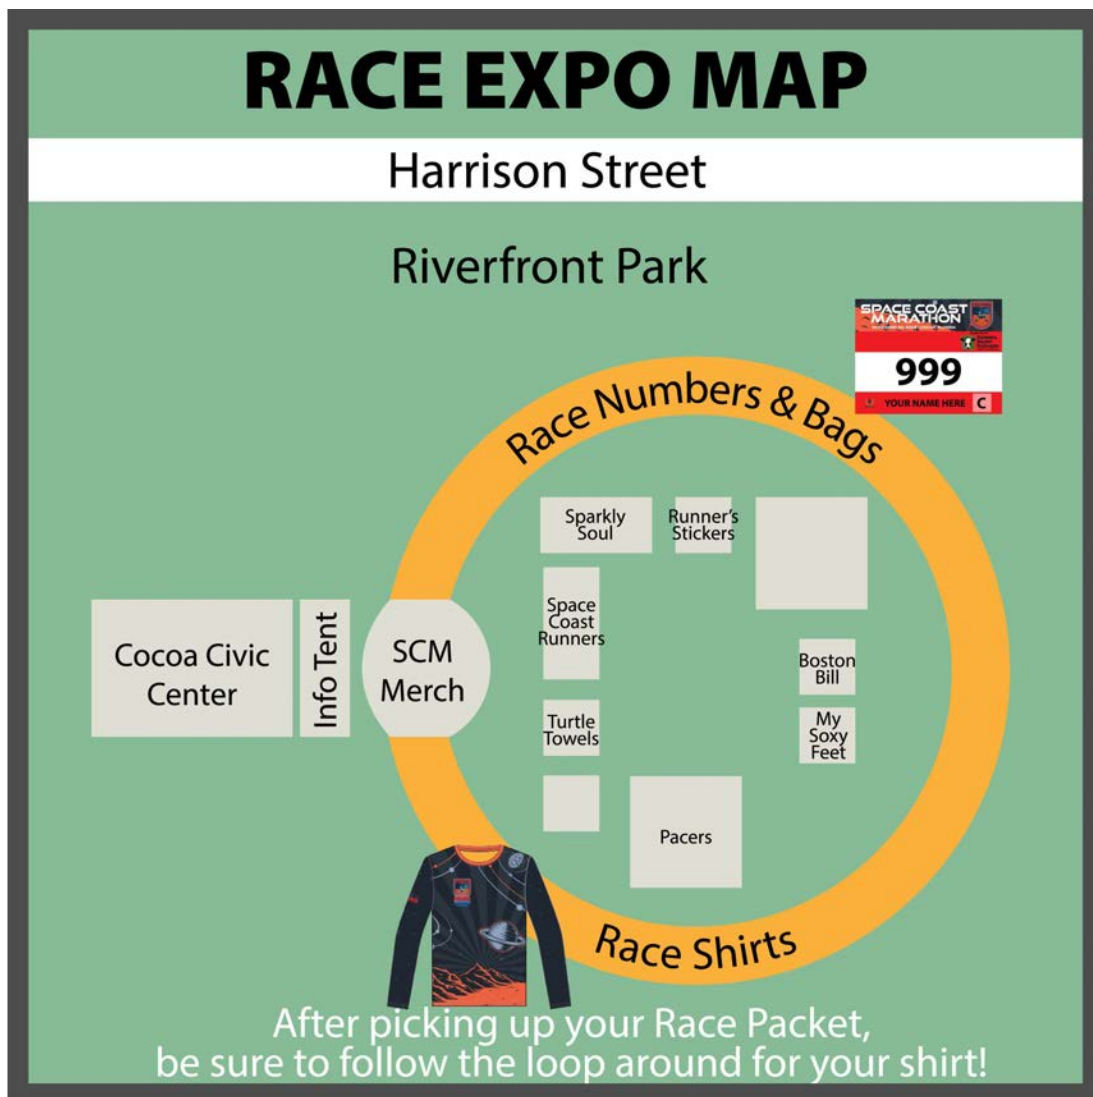 RACE EXPO MAP
Harrison Street
Riverfront Park
SPACE COAST
MARATHON
999
YOUR NAME HERE C
Race Numbers & Bags
Sparkly
Soul
Runner's
Stickers
Space
Coast
Runners
Cocoa Civic
Center
Info Tent
SCM
Merch
Boston
Bill
Turtle
Towels
My
Soxy
Feet
Pacers
Race Shirts
After picking up your Race Packet,
be sure to follow the loop around for your shirt!